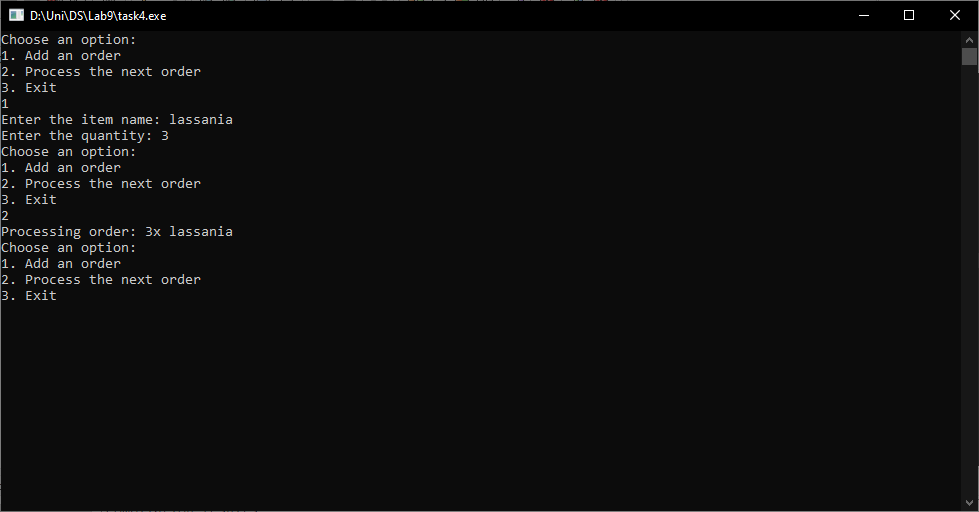 D:\Uni\DS\Lab9\task4.exe
Choose an option:
1. Add an order
2. Process the next order
3. Exit
1
Enter the item name: lassania
Enter the quantity: 3
Choose an option:
1. Add an order
2. Process the next order
3. Exit
2
Processing order: 3x lassania
Choose an option:
1. Add an order
2. Process the next order
3. Exit